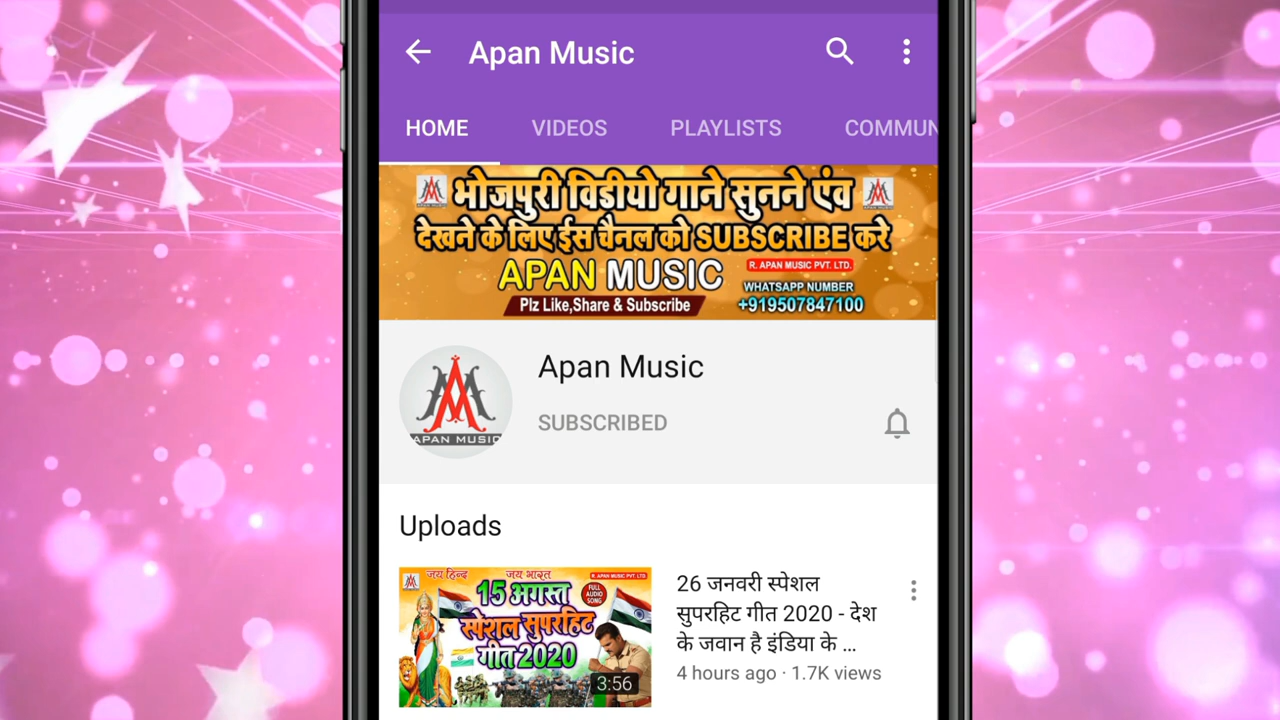 Apan Music
HOME VIDEOS PLAYLISTS COMMUN
भोजपुरी विडीयो गाने सुनने एंव
देखने के लिए ईस चैनल को SUBSCRIBE करे
APAN MUSIC
R. APAN MUSIC PVT. LTD.
WHATSAPP NUMBER
Plz Like,Share & Subscribe
+919507847100
Apan Music
SUBSCRIBED
APAN MUSIC
Uploads
जय हिन्द जय भारत
R. APAN MUSIC PVT. LTD.
15 अगस्त
FULL
AUDIO
SONG
स्पेशल सुपरहिट
गीत 2020
3:56
26 जनवरी स्पेशल
सुपरहिट गीत 2020 - देश
के जवान है इंडिया के ...
4 hours ago · 1.7K views